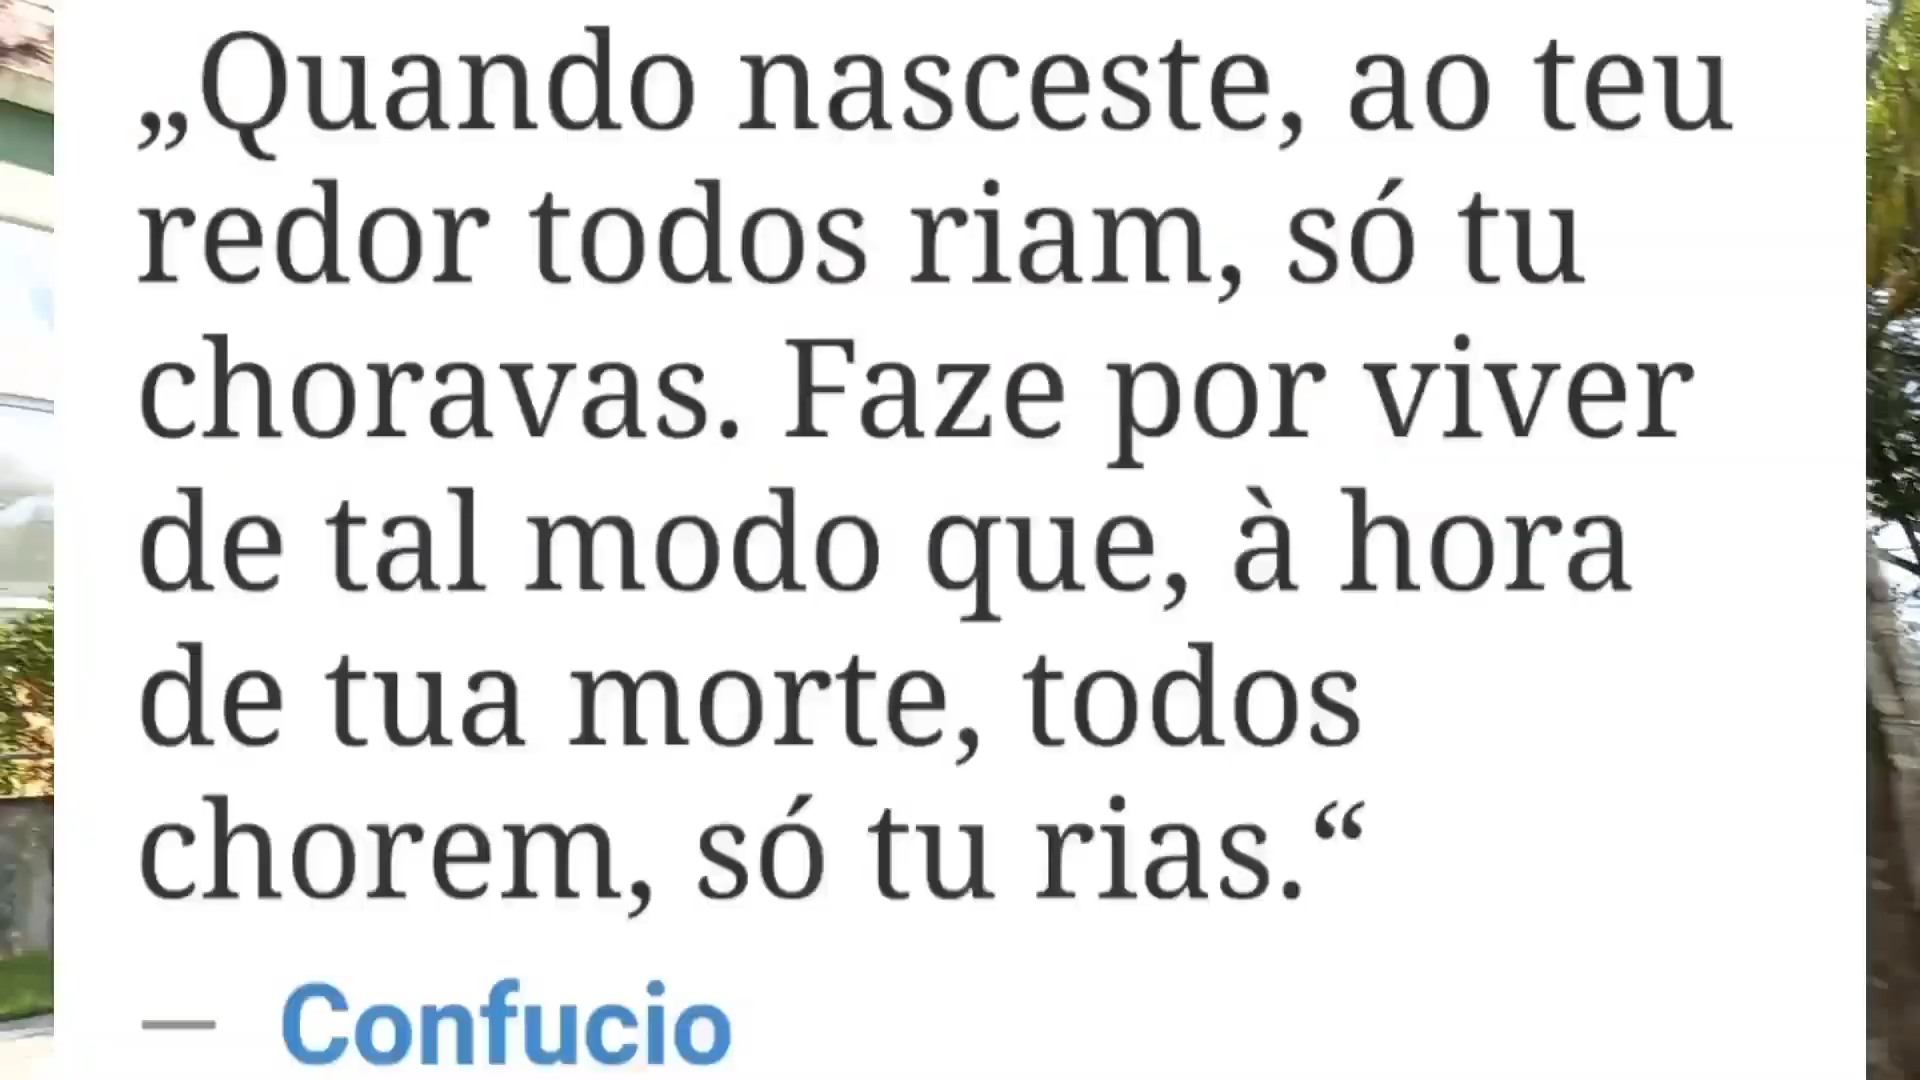 „Quando nasceste, ao teu
redor todos riam, só tu
choravas. Faze por viver
de tal modo que, à hora
de tua morte, todos
chorem, só tu rias.“
— Confucio